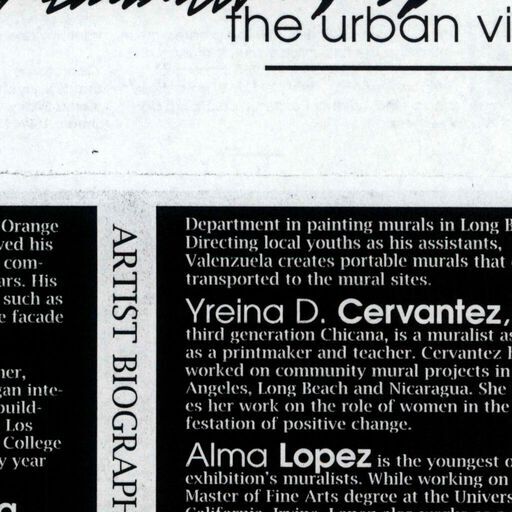 the urban vi
Orange
ved his
com-
ars. His
such as
e facade
her,
gan inte-
build-
Los
College
y year
ARTIST BIOGRAPH
Department in painting murals in Long B
Directing local youths as his assistants,
Valenzuela creates portable murals that
transported to the mural sites.
Yreina D. Cervantez,
third generation Chicana, is a muralist as
as a printmaker and teacher. Cervantez h
worked on community mural projects in
Angeles, Long Beach and Nicaragua. She
es her work on the role of women in the
festation of positive change.
Alma Lopez is the youngest o
exhibition's muralists. While working on
Master of Fine Arts degree at the Univers